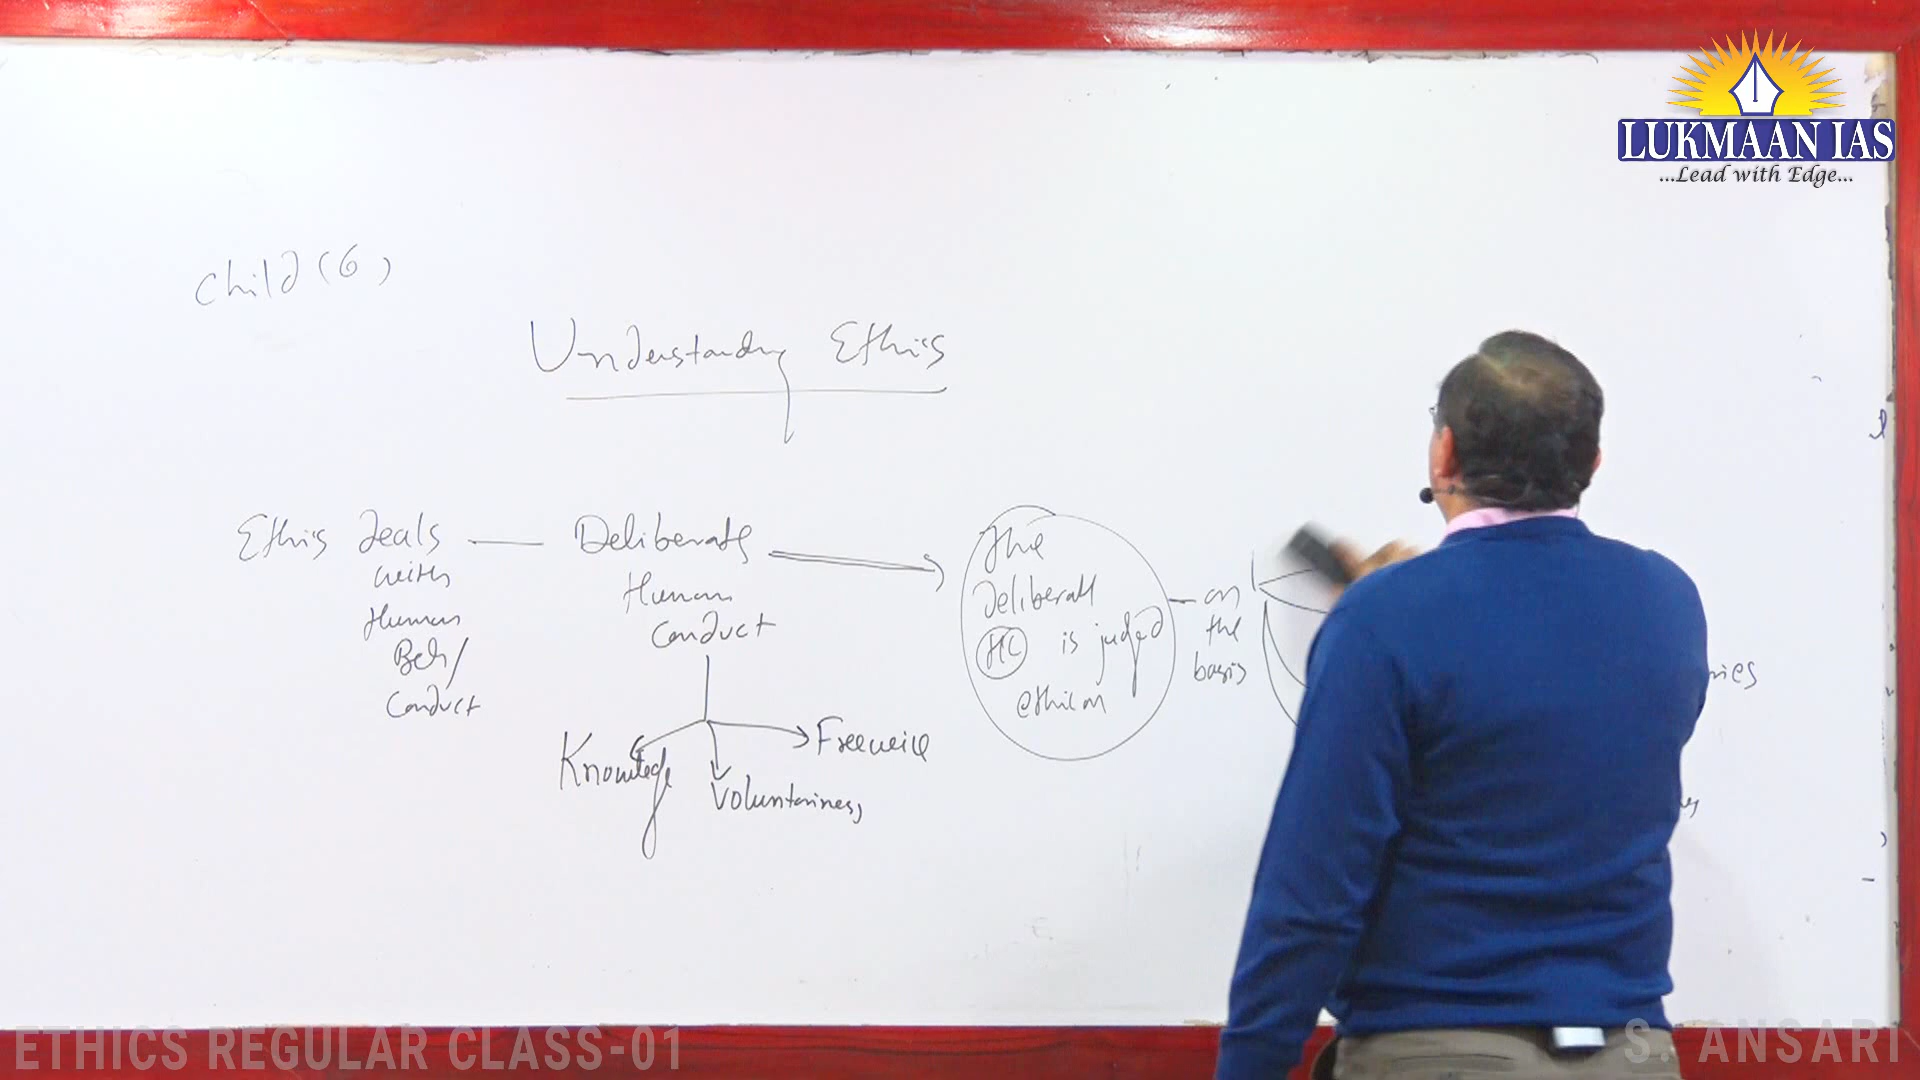 LUKMAAN IAS
...Lead with Edge...
Child (6)
Understanding Ethics
Ethis deals
with
Human
Beh/
Conduct
Deliberate
Human
Conduct
Knowledge
Voluntariness
Freewill
The
Deliberate
HC is judged
ethical
on
the
basis
ETHICS REGULAR CLASS-01
S. ANSARI